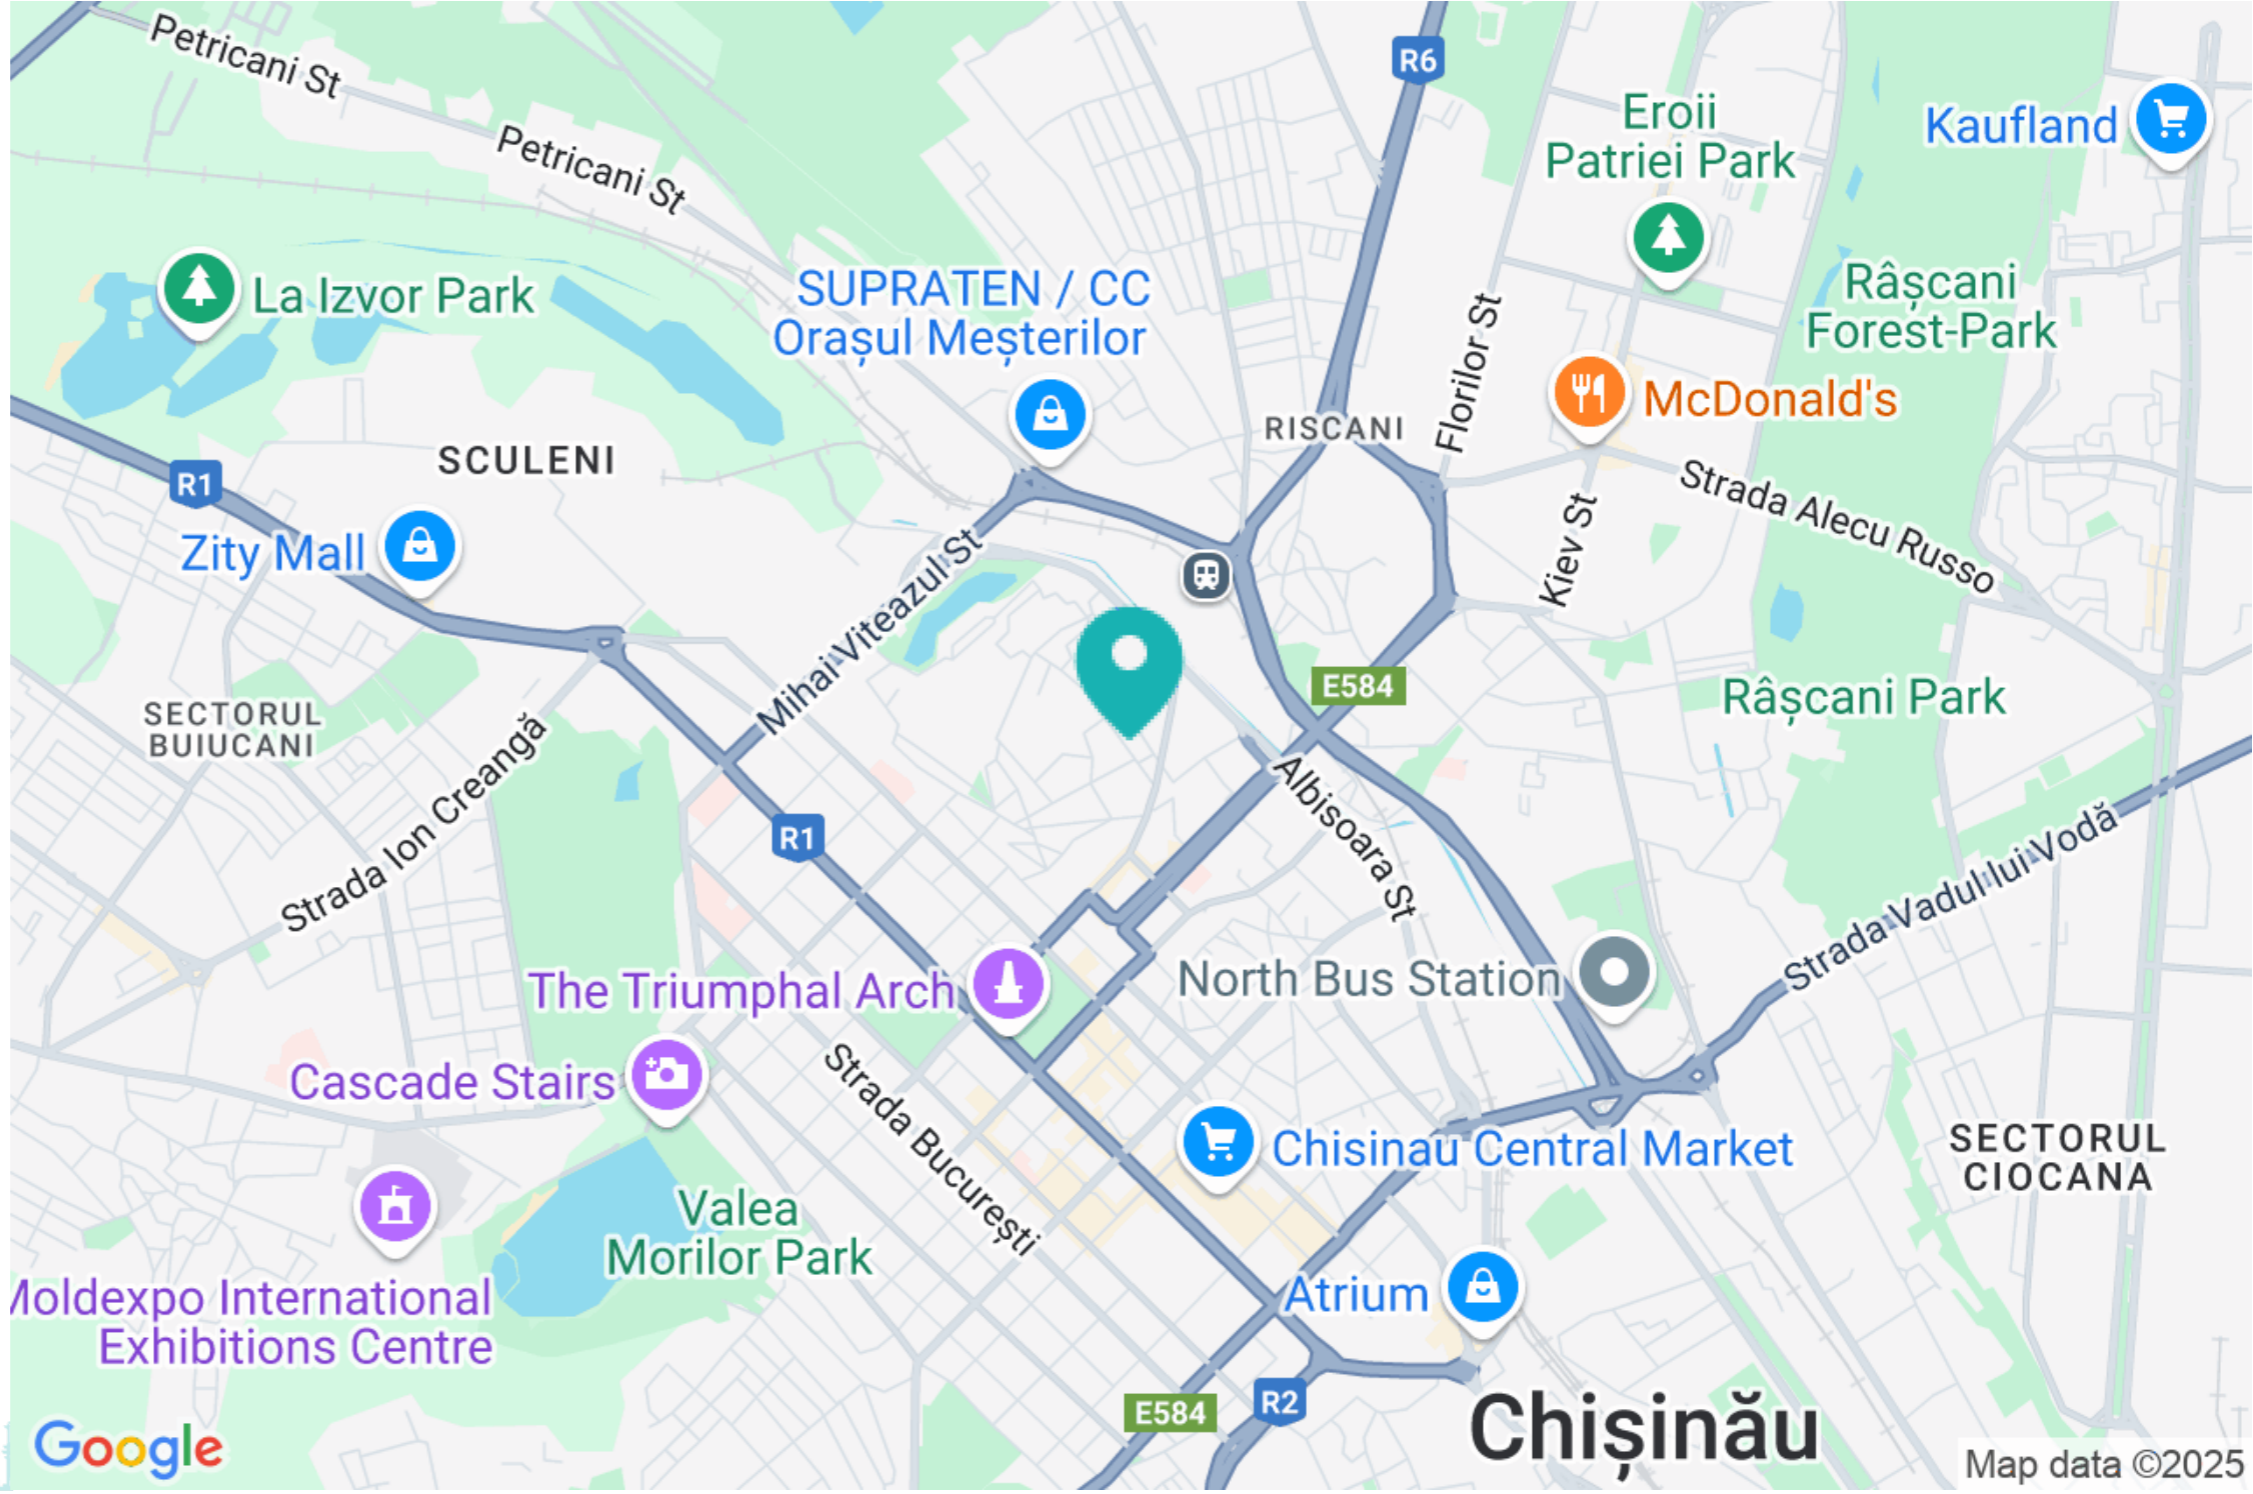 Petricani St
R6
Eroii
Patriei Park
Kaufland
Petricani St
La Izvor Park
SUPRATEN / CC
Orașul Meșterilor
Râșcani
Forest-Park
Florilor St
McDonald's
RISCANI
SCULENI
R1
Strada Alecu Russo
Zity Mall
Kiev St
Mihai Viteazul St
E584
Râșcani Park
SECTORUL
BUIUCANI
Strada Ion Creangă
R1
Albisoara St
Strada Vadul lui Vodă
The Triumphal Arch
North Bus Station
Cascade Stairs
Strada București
Chisinau Central Market
SECTORUL
CIOCANA
Valea
Morilor Park
Moldexpo International
Exhibitions Centre
Atrium
E584
R2
Chișinău
Google
Map data ©2025